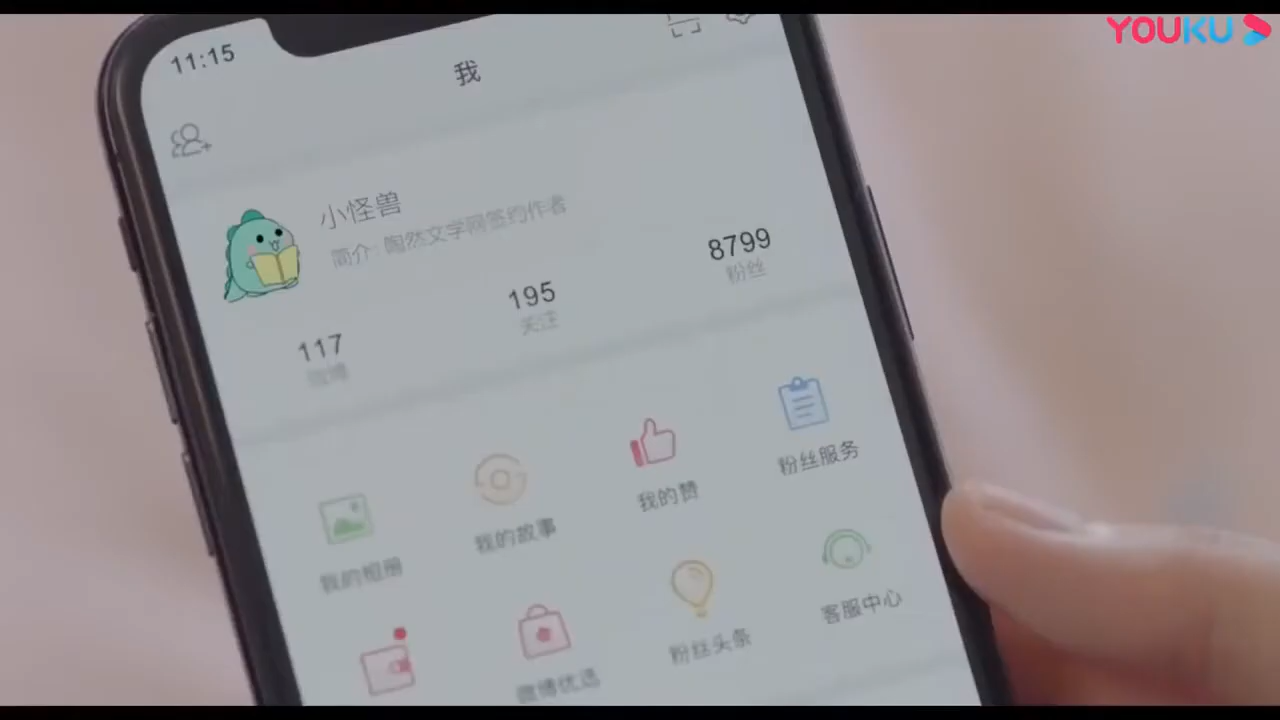 YOUKU
11:15
我
小怪兽
简介: 陶然文学网签约作者
117
微博
195
关注
8799
粉丝
我的相册
我的故事
我的赞
粉丝服务
微博优选
粉丝头条
客服中心